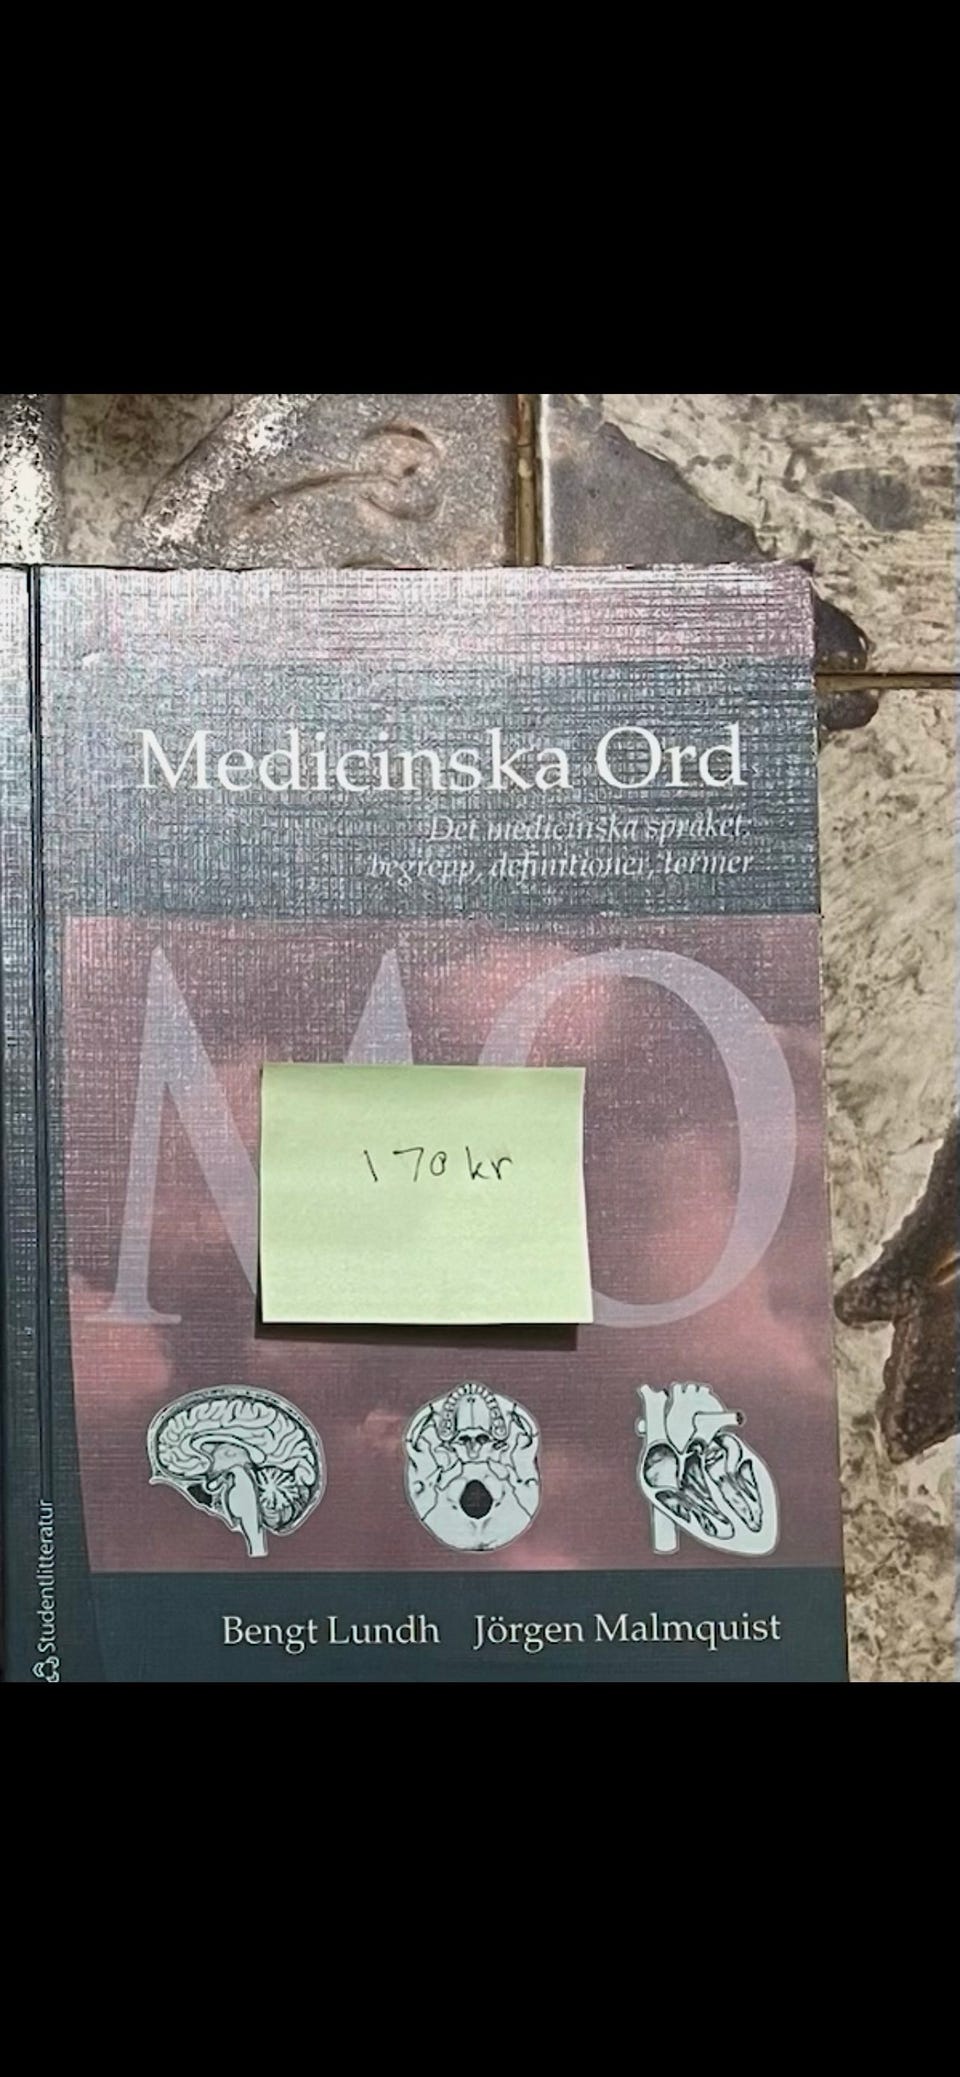 Medicinska Ord
Det medicinska språket:
begrepp, definitioner, termer
MO
170 kr
Studentlitteratur
Bengt Lundh Jörgen Malmquist